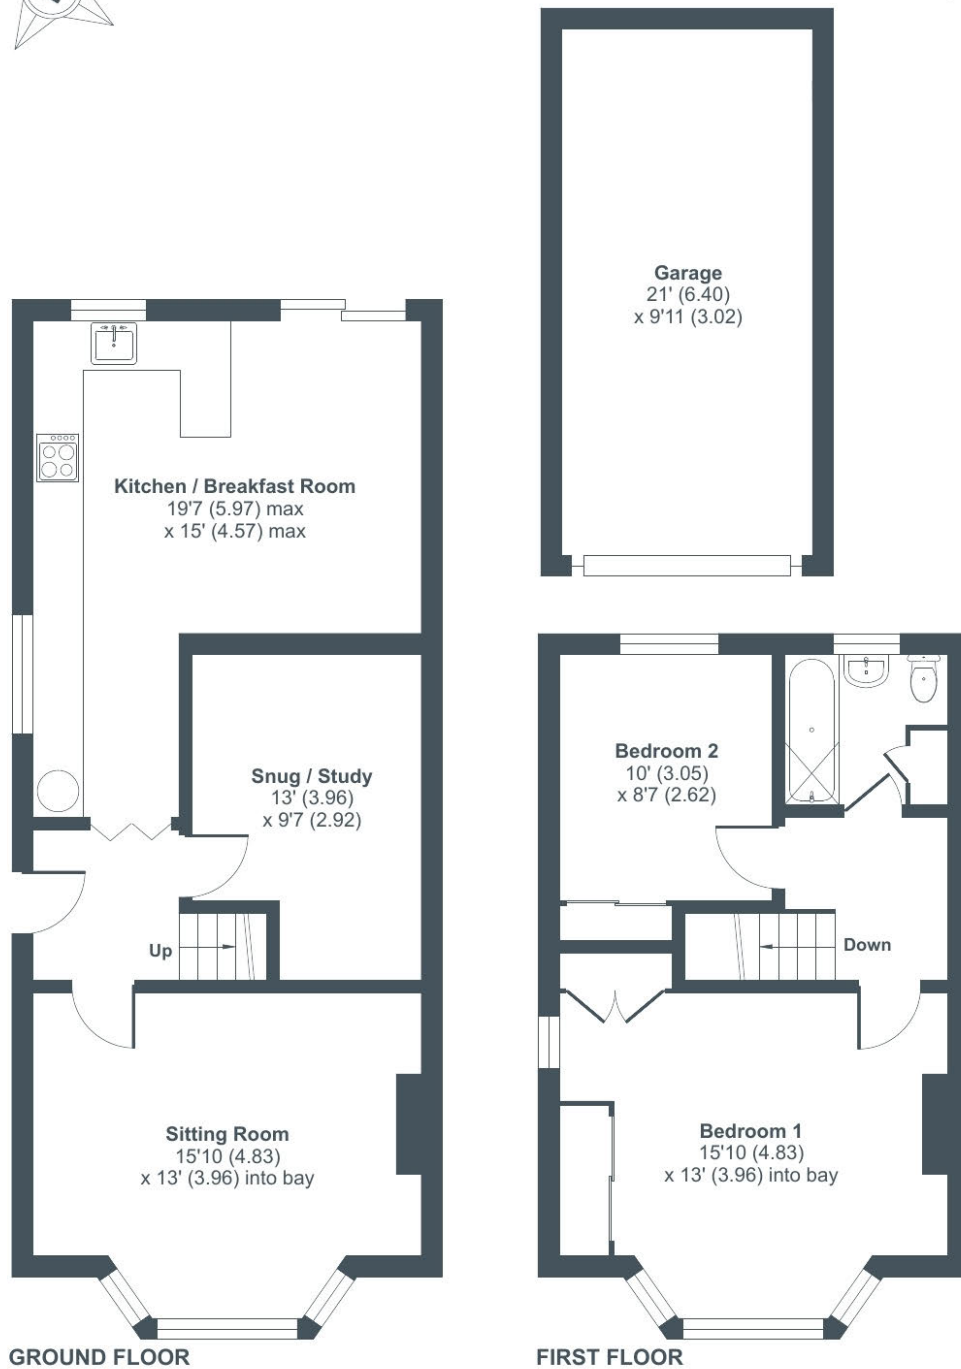 Garage
21' (6.40)
x 9'11 (3.02)
Kitchen / Breakfast Room
19'7 (5.97) max
x 15' (4.57) max
Snug / Study
13' (3.96)
x 9'7 (2.92)
Bedroom 2
10' (3.05)
x 8'7 (2.62)
Up
Down
Sitting Room
15'10 (4.83)
x 13' (3.96) into bay
Bedroom 1
15'10 (4.83)
x 13' (3.96) into bay
GROUND FLOOR
FIRST FLOOR